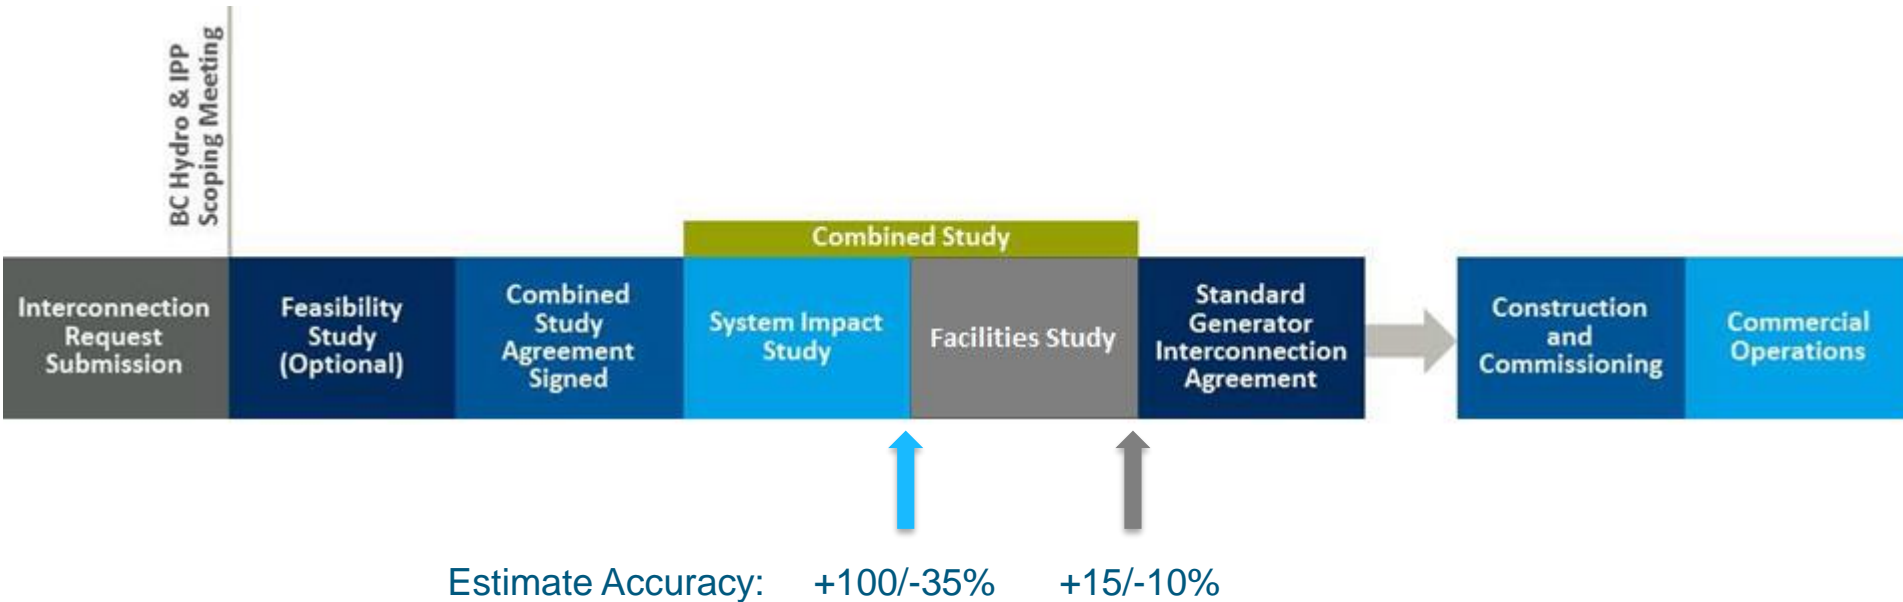 BC Hydro & IPP
Scoping Meeting
Combined Study
Interconnection
Request
Submission
Feasibility
Study
(Optional)
Combined
Study
Agreement
Signed
System Impact
Study
Facilities Study
Standard
Generator
Interconnection
Agreement
Construction
and
Commissioning
Commercial
Operations
Estimate Accuracy: +100/-35% +15/-10%